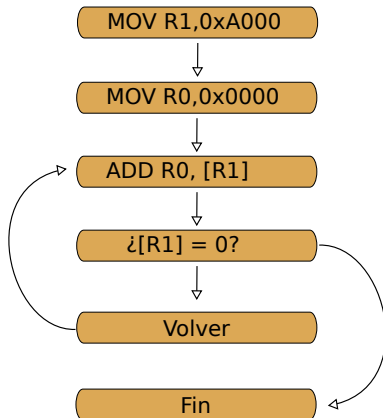 MOV R1,0xA000
MOV R0,0x0000
ADD R0, [R1]
¿[R1] = 0?
Volver
Fin